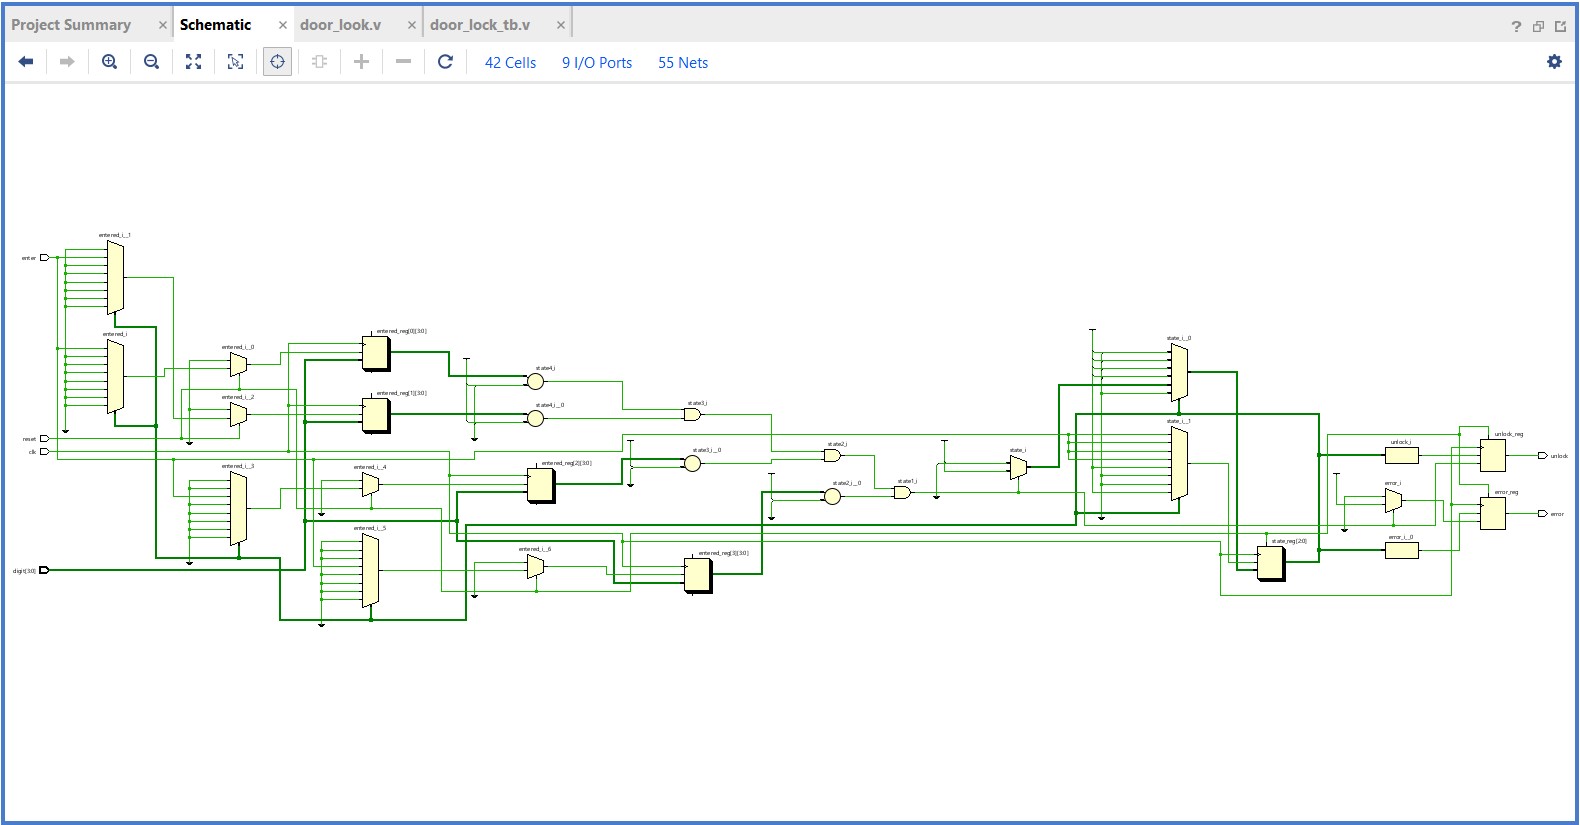 Project Summary × Schematic × door_look.v × door_lock_tb.v ×
?
42 Cells 9 I/O Ports 55 Nets
entered_i__1
enter
entered_i
entered_reg[0][3:0]
state_i__0
entered_i__0
state4_i
entered_i__2
entered_reg[1][3:0]
state4_i__0
state3_i
state_i__1
reset
clk
state2_i
unlock_i
unlock_reg
unlock
entered_i__3
entered_i__4
entered_reg[2][3:0]
state3_i__0
state_i
state2_i__0
state1_i
error_i
error_reg
error
entered_i__5
entered_i__6
entered_reg[3][3:0]
state_reg[2:0]
error_i__0
digit[3:0]